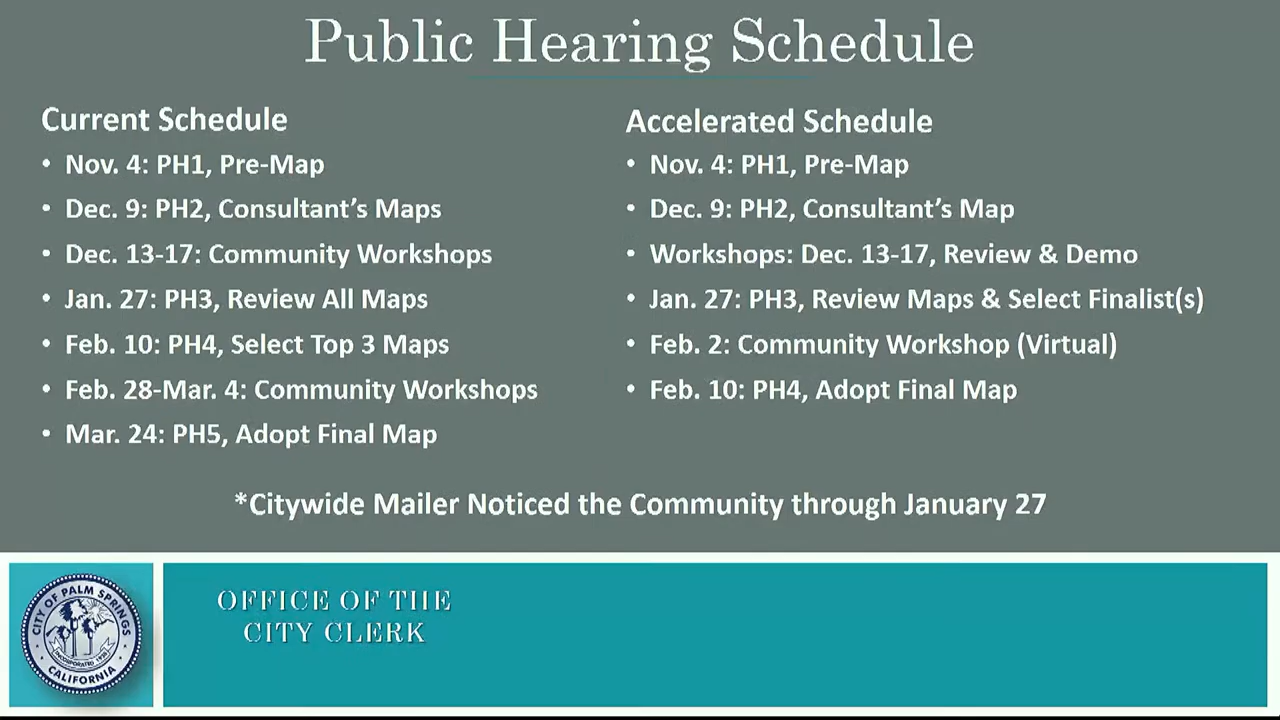 Public Hearing Schedule
Current Schedule
• Nov. 4: PH1, Pre-Map
• Dec. 9: PH2, Consultant's Maps
• Dec. 13-17: Community Workshops
• Jan. 27: PH3, Review All Maps
• Feb. 10: PH4, Select Top 3 Maps
• Feb. 28-Mar. 4: Community Workshops
• Mar. 24: PH5, Adopt Final Map
Accelerated Schedule
• Nov. 4: PH1, Pre-Map
• Dec. 9: PH2, Consultant's Map
• Workshops: Dec. 13-17, Review & Demo
• Jan. 27: PH3, Review Maps & Select Finalist(s)
• Feb. 2: Community Workshop (Virtual)
• Feb. 10: PH4, Adopt Final Map
*Citywide Mailer Noticed the Community through January 27
CITY OF PALM SPRINGS
CALIFORNIA
OFFICE OF THE
CITY CLERK